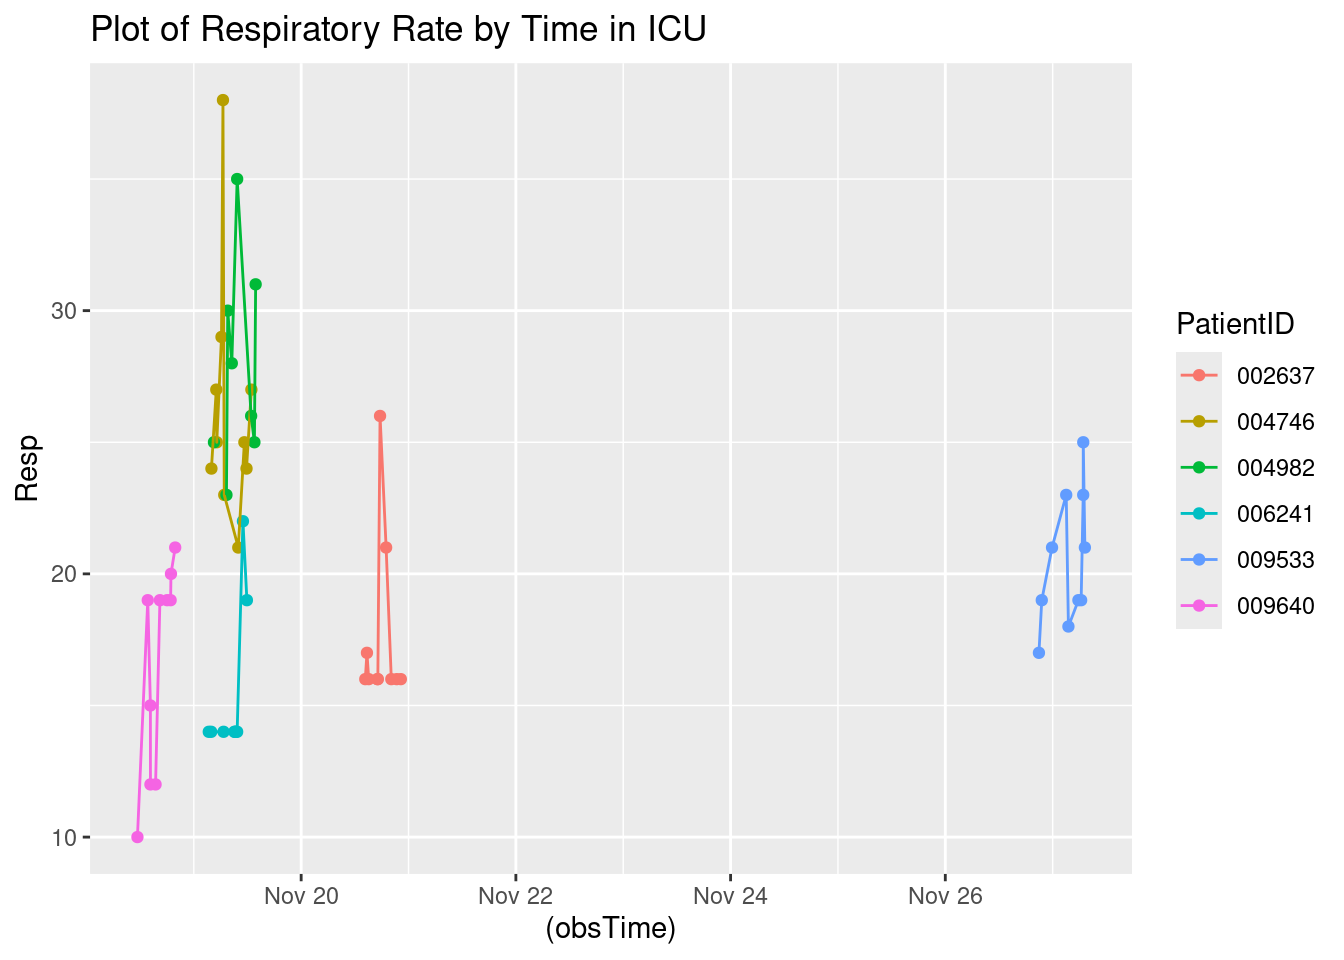 Plot of Respiratory Rate by Time in ICU
30
20
10
Resp
Nov 20
Nov 22
Nov 24
Nov 26
(obsTime)
PatientID
002637
004746
004982
006241
009533
009640